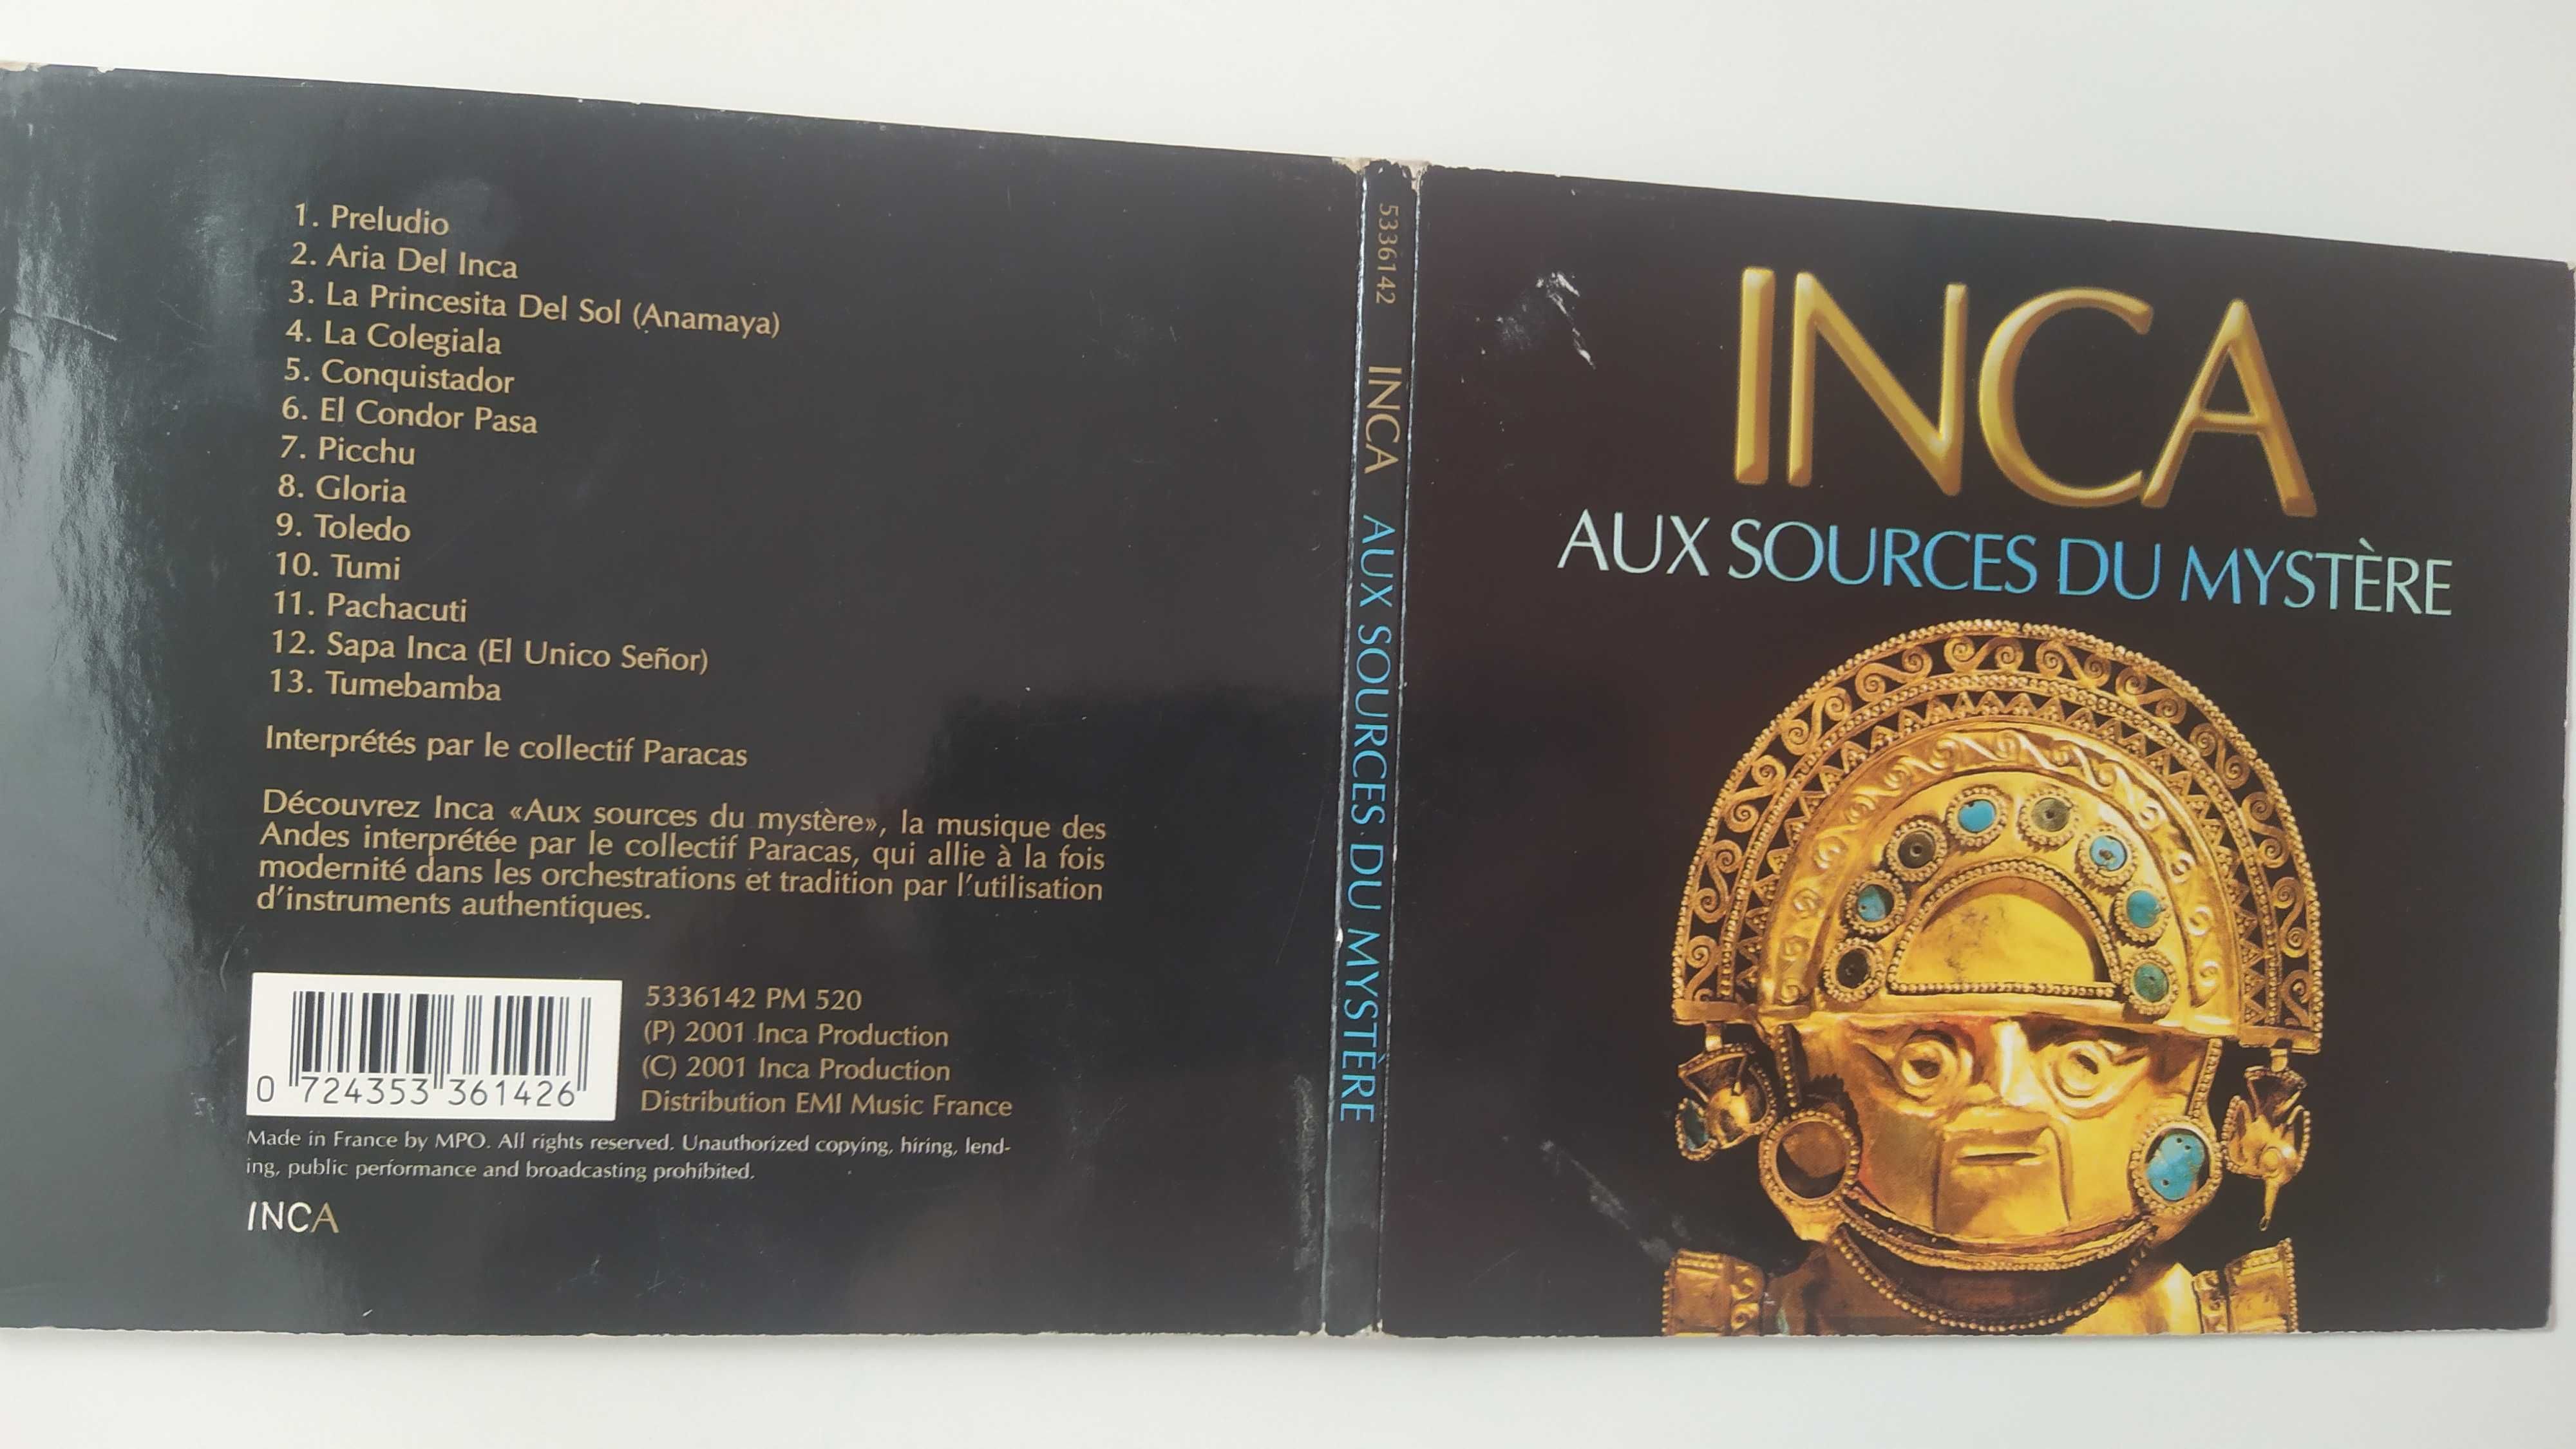 1. Preludio
2. Aria Del Inca
3. La Princesita Del Sol (Anamaya)
4. La Colegiala
5. Conquistador
6. El Condor Pasa
7. Picchu
8. Gloria
9. Toledo
10. Tumi
11. Pachacuti
12. Sapa Inca (El Unico Señor)
13. Tumebamba
Interprétés par le collectif Paracas
Découvrez Inca «Aux sources du mystère», la musique des
Andes interprétée par le collectif Paracas, qui allie à la fois
modernité dans les orchestrations et tradition par l'utilisation
d'instruments authentiques.
0 724353 361426
5336142 PM 520
(P) 2001 Inca Production
(C) 2001 Inca Production
Distribution EMI Music France
Made in France by MPO. All rights reserved. Unauthorized copying, hiring, lend-
ing, public performance and broadcasting prohibited.
INCA
5336142 INCA AUX SOURCES DU MYSTÈRE
INCA
AUX SOURCES DU MYSTÈRE